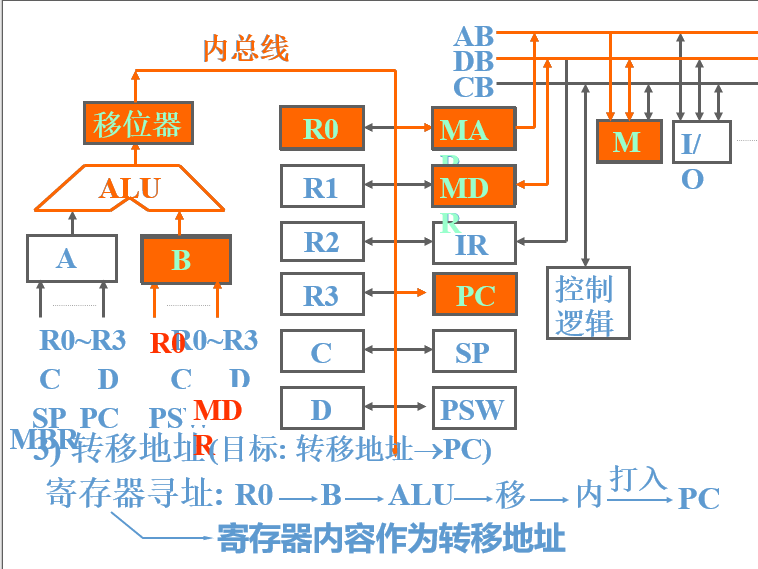 内总线
AB
DB
CB
移位器
R0
MA
R
M
I/
O
ALU
R1
MD
R
A
B
R2
IR
R3
PC
控制
逻辑
R0~R3
R0
R0~R3
C
SP
C D
C D
SP PC
PSW
MD
R
D
PSW
MBR
3) 转移地址(目标: 转移地址→PC)
寄存器寻址: R0→B→ALU→移→内 打入→PC
寄存器内容作为转移地址